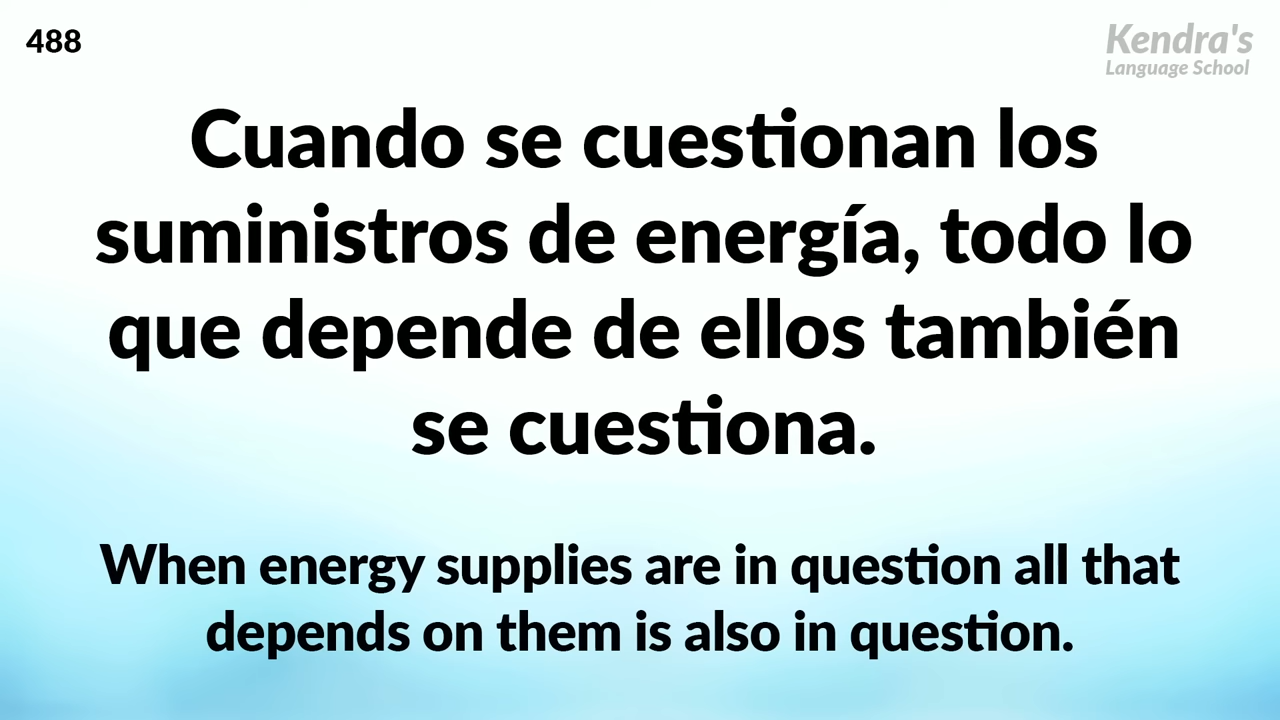 488
Kendra's
Language School
Cuando se cuestionan los
suministros de energía, todo lo
que depende de ellos también
se cuestiona.
When energy supplies are in question all that
depends on them is also in question.